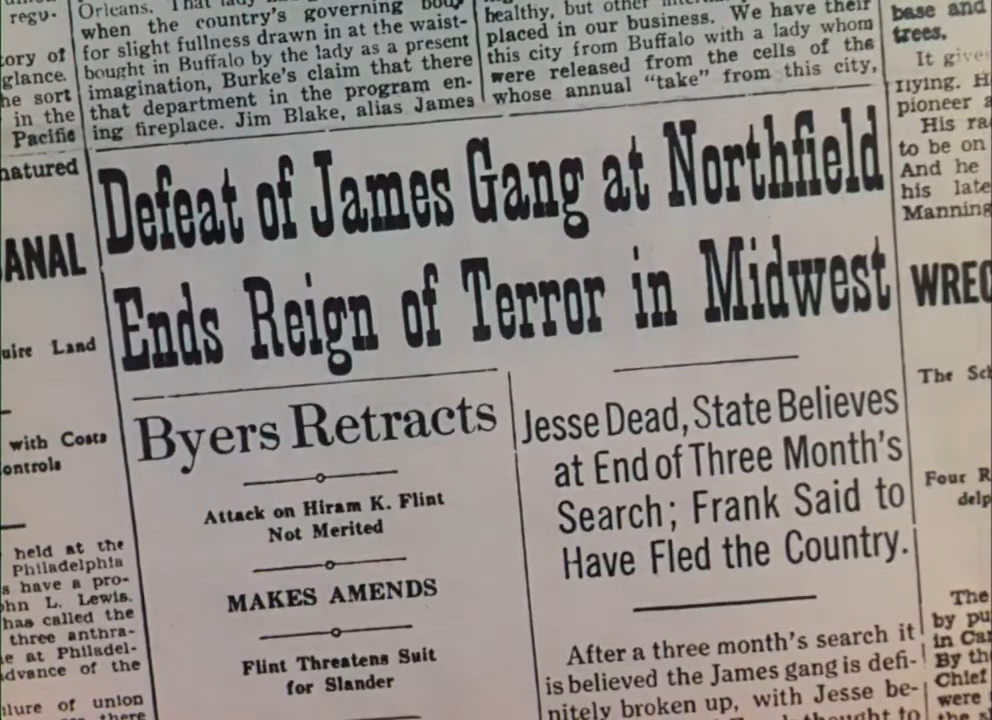 regu-
tory of
glance.
he sort
in the
Pacific
natured
ANAL
uire Land
with Costs
ontrols
held at the
Philadelphia
s have a pro-
ohn L. Lewis.
has called the
three anthra-
e at Philadel-
advance of the
ilure of union
there
Orleans. That lady
when the country's governing body
for slight fullness drawn in at the waist-
bought in Buffalo by the lady as a present
imagination, Burke's claim that there
that department in the program en-
ing fireplace. Jim Blake, alias James
healthy, but other
placed in our business. We have their
this city from Buffalo with a lady whom
were released from the cells of the
whose annual "take" from this city,
Defeat of James Gang at Northfield
Ends Reign of Terror in Midwest
Byers Retracts
Attack on Hiram K. Flint
Not Merited
MAKES AMENDS
Flint Threatens Suit
for Slander
Jesse Dead, State Believes
at End of Three Month's
Search; Frank Said to
Have Fled the Country.
After a three month's search it
is believed the James gang is defi-
nitely broken up, with Jesse be-
thought to
base and
trees.
It gives
flying. H
pioneer a
His ra
to be on
And he
his late
Manning
WREC
The Sch
Four R
delp
The
by pu
in Car
By the
Chief
were